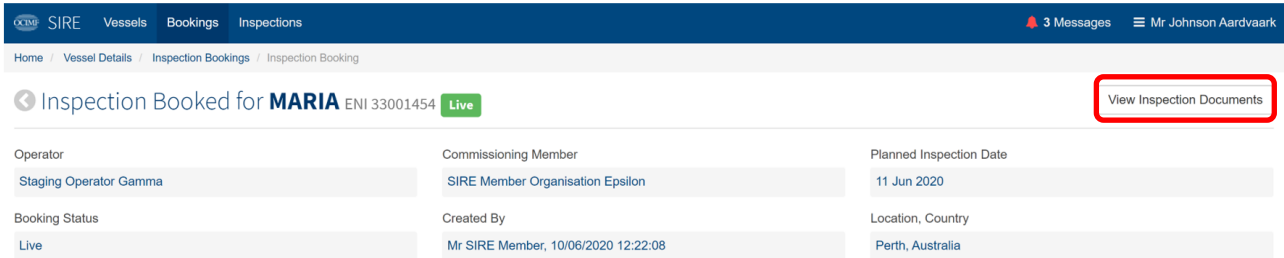 OCIMF SIRE Vessels Bookings Inspections 3 Messages Mr Johnson Aardvaark
Home / Vessel Details / Inspection Bookings / Inspection Booking
Inspection Booked for MARIA ENI 33001454 Live View Inspection Documents
Operator Commissioning Member Planned Inspection Date
Staging Operator Gamma SIRE Member Organisation Epsilon 11 Jun 2020
Booking Status Created By Location, Country
Live Mr SIRE Member, 10/06/2020 12:22:08 Perth, Australia